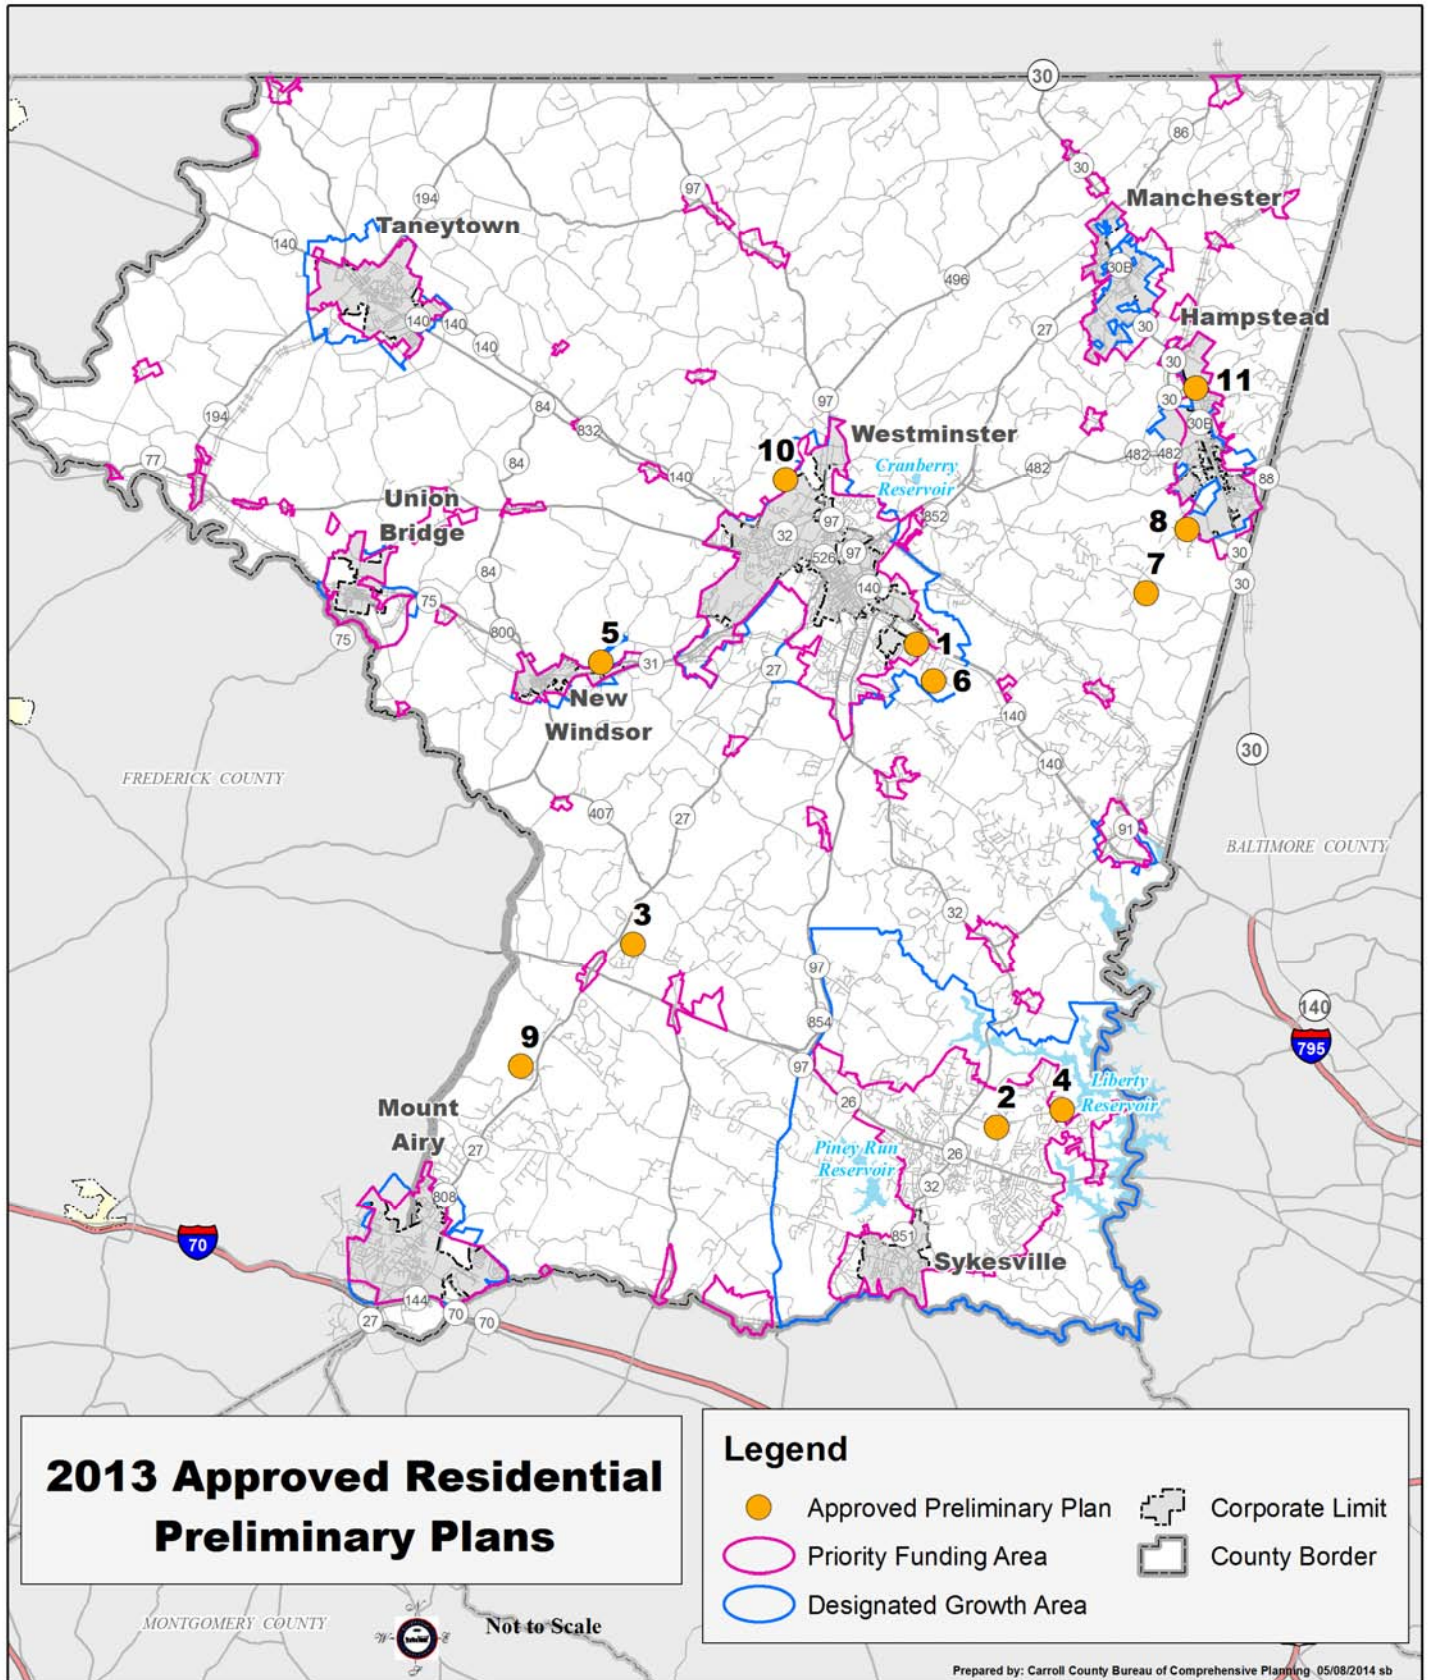 30
86
30
97
Manchester
194
Taneytown
140
30B
496
Hampstead
27
30
140
140
140
30
11
30
97
194
84
832
30B
Westminster
10
482
482
482
77
84
140
Cranberry
Reservoir
88
Union
Bridge
852
97
32
8
97
526
30
7
84
140
30
75
800
75
5
1
31
27
6
New
Windsor
140
30
140
FREDERICK COUNTY
407
27
91
BALTIMORE COUNTY
3
32
97
854
140
9
795
97
Mount
Airy
26
2
4
Liberty
Reservoir
27
Piney Run
Reservoir
26
32
808
70
851
Sykesville
144
27
70
70
2013 Approved Residential
Preliminary Plans
Legend
Approved Preliminary Plan
Corporate Limit
Priority Funding Area
County Border
Designated Growth Area
MONTGOMERY COUNTY
N
W
E
S
Not to Scale
Prepared by: Carroll County Bureau of Comprehensive Planning 05/08/2014 sb